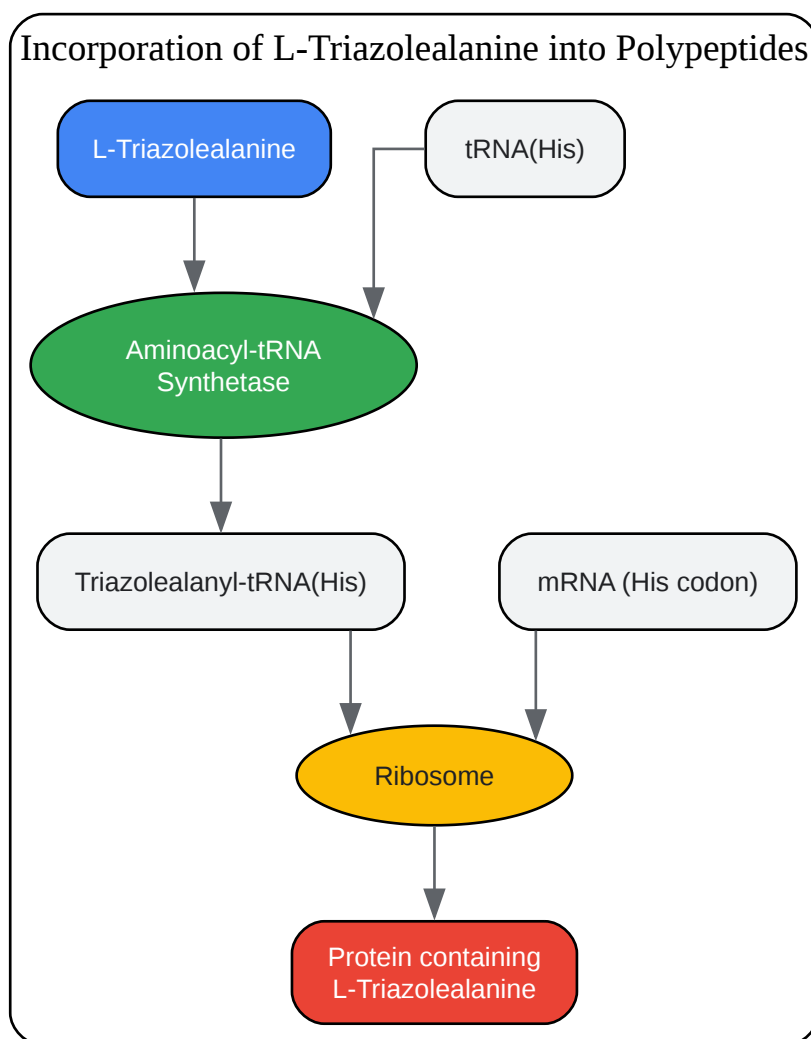 Incorporation of L-Triazolealanine into Polypeptides
L-Triazolealanine
tRNA(His)
Aminoacyl-tRNA
Synthetase
Triazolealanyl-tRNA(His)
mRNA (His codon)
Ribosome
Protein containing
L-Triazolealanine